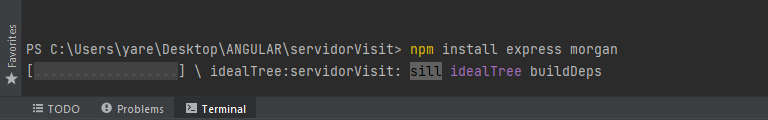 Favorites
PS C:\Users\yare\Desktop\ANGULAR\servidorVisit> npm install express morgan
[..................] \ idealTree:servidorVisit: sill idealTree buildDeps
TODO Problems Terminal